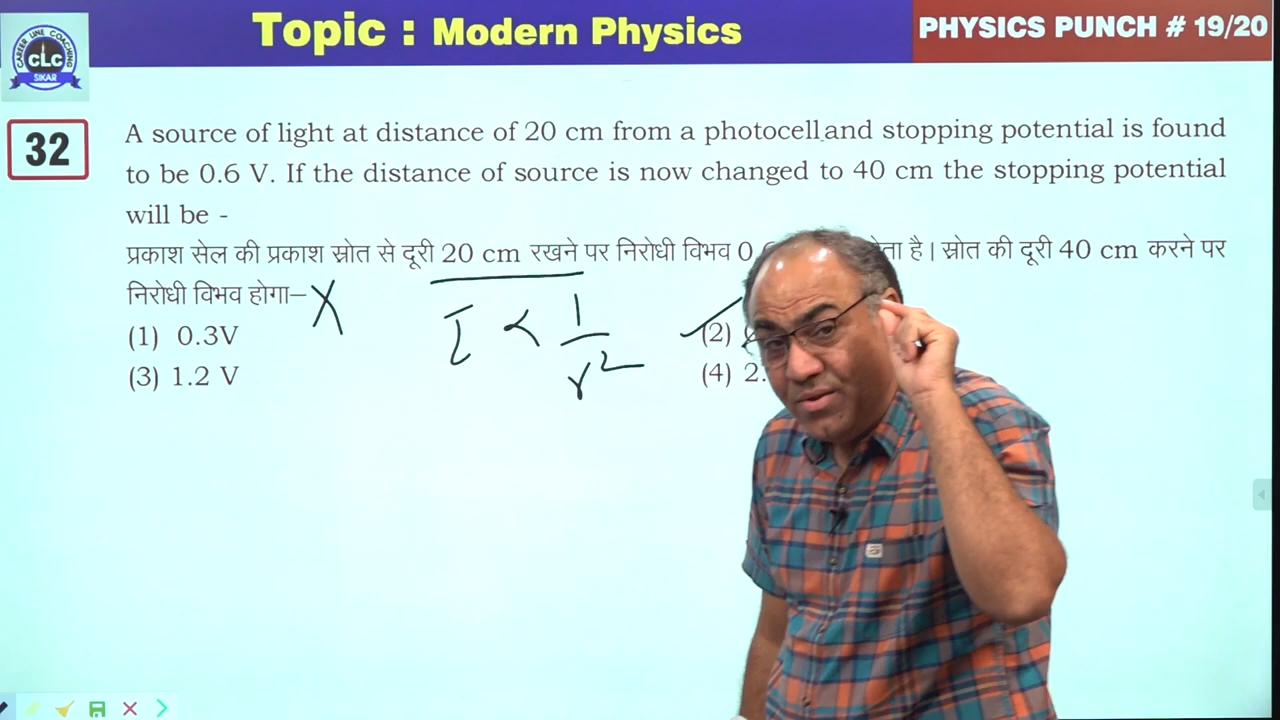 Topic : Modern Physics
PHYSICS PUNCH # 19/20
CAREER LINE COACHING
CLC
SIKAR
32
A source of light at distance of 20 cm from a photocell and stopping potential is found
to be 0.6 V. If the distance of source is now changed to 40 cm the stopping potential
will be -
प्रकाश सेल की प्रकाश स्रोत से दूरी 20 cm रखने पर निरोधी विभव 0 ता है। स्रोत की दूरी 40 cm करने पर
निरोधी विभव होगा–
(1) 0.3V
(2)
(3) 1.2 V
(4) 2.
I ∝ 1/r²